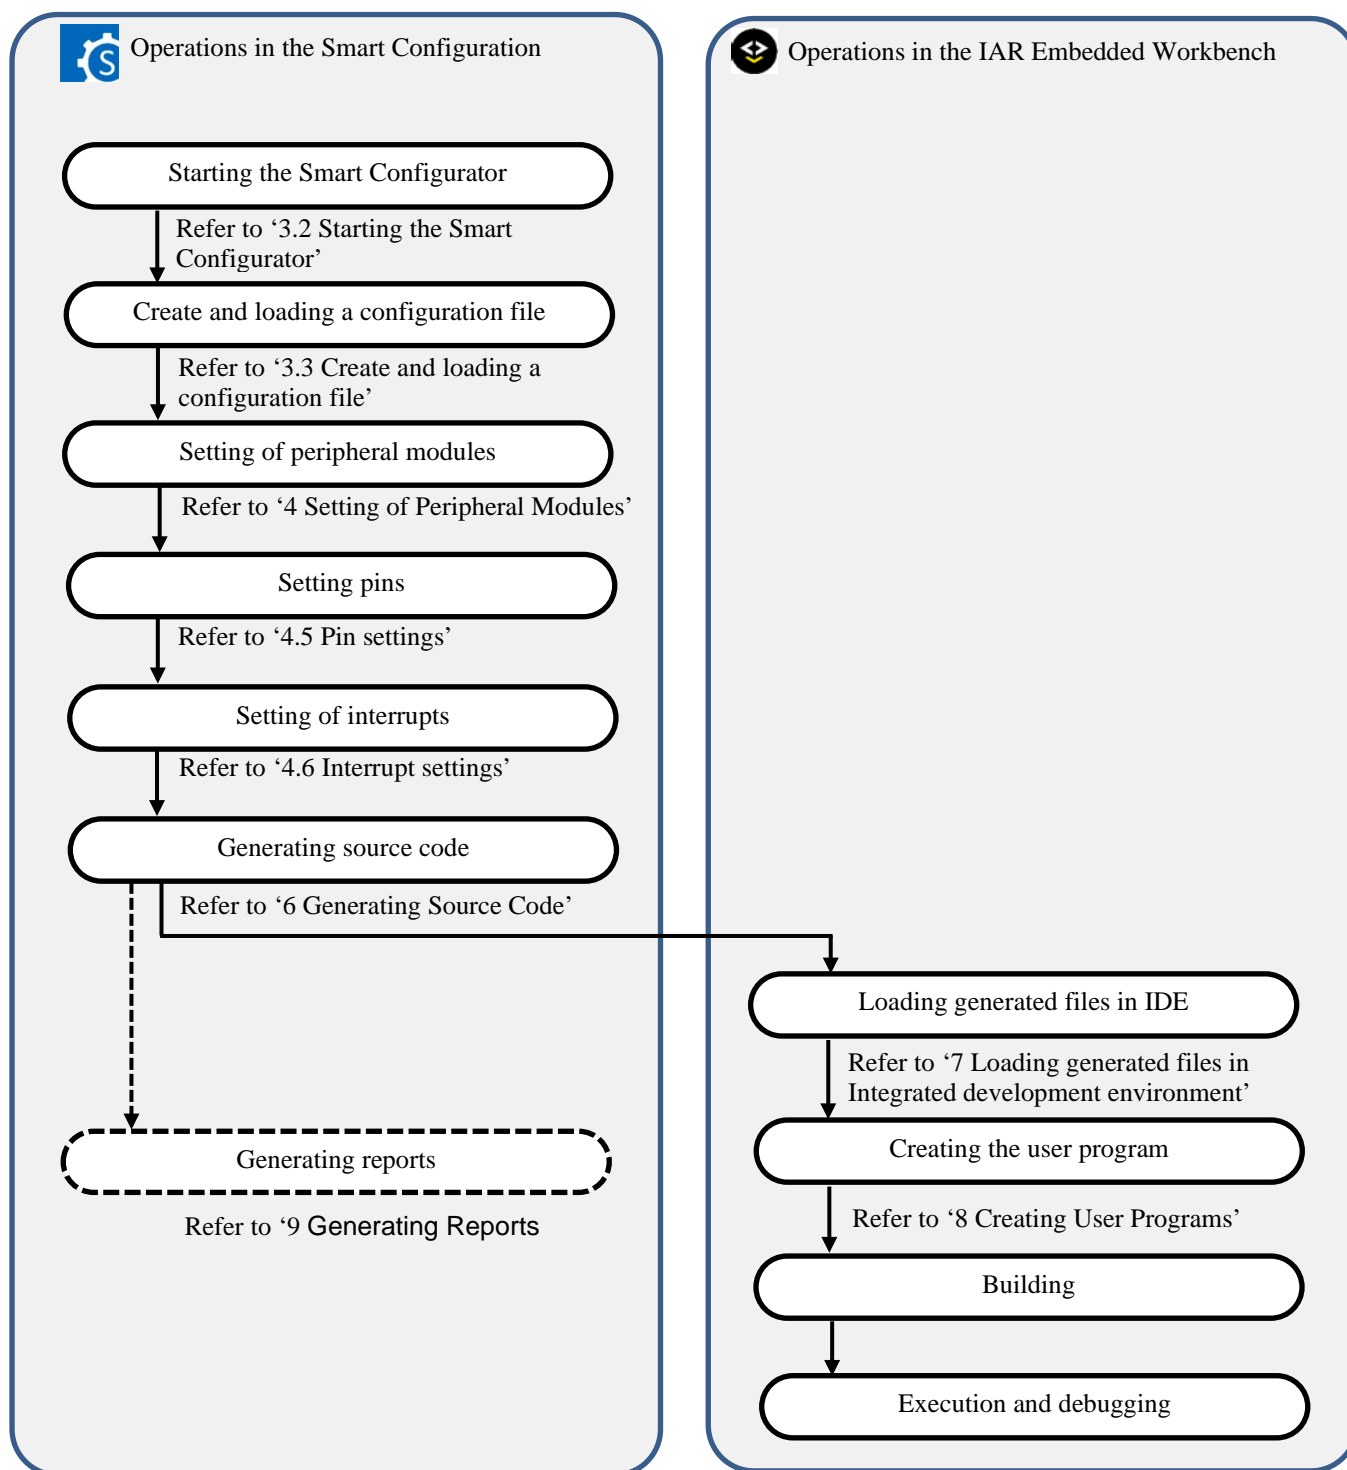 S
Operations in the Smart Configuration
Starting the Smart Configurator
Refer to ‘3.2 Starting the Smart
Configurator’
Create and loading a configuration file
Refer to ‘3.3 Create and loading a
configuration file’
Setting of peripheral modules
Refer to ‘4 Setting of Peripheral Modules’
Setting pins
Refer to ‘4.5 Pin settings’
Setting of interrupts
Refer to ‘4.6 Interrupt settings’
Generating source code
Refer to ‘6 Generating Source Code’
Generating reports
Refer to ‘9 Generating Reports
Operations in the IAR Embedded Workbench
Loading generated files in IDE
Refer to ‘7 Loading generated files in
Integrated development environment’
Creating the user program
Refer to ‘8 Creating User Programs’
Building
Execution and debugging